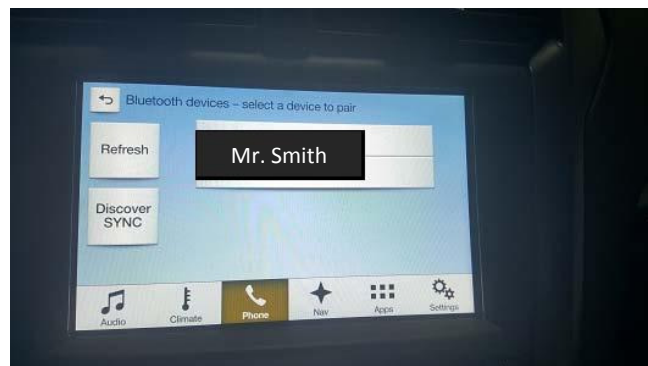 Bluetooth devices – select a device to pair
Refresh
Mr. Smith
Discover
SYNC
Audio
Climate
Phone
Nav
Apps
Settings